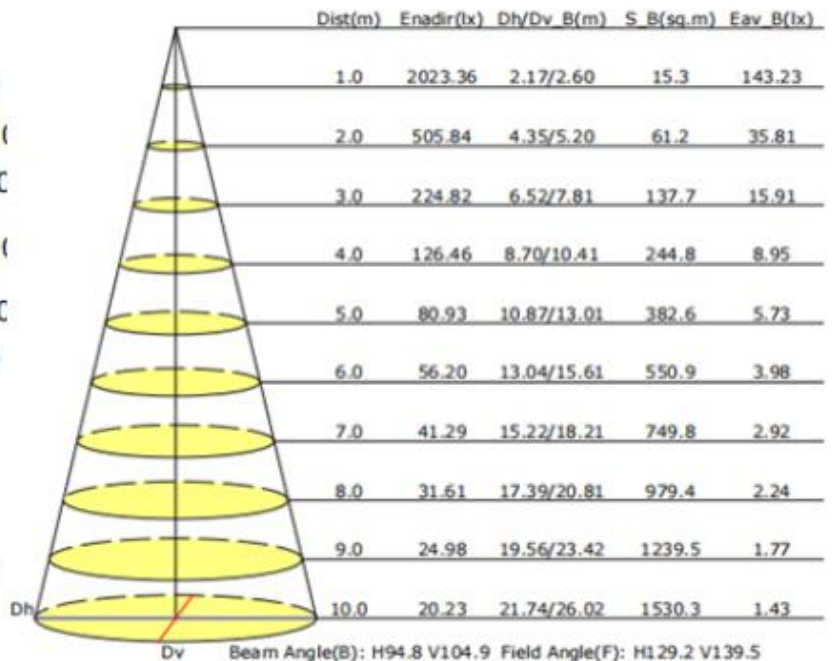 Dist(m) Enadir(lx) Dh/Dv_B(m) S_B(sq.m) Eav_B(lx)
1.0 2023.36 2.17/2.60 15.3 143.23
2.0 505.84 4.35/5.20 61.2 35.81
3.0 224.82 6.52/7.81 137.7 15.91
4.0 126.46 8.70/10.41 244.8 8.95
5.0 80.93 10.87/13.01 382.6 5.73
6.0 56.20 13.04/15.61 550.9 3.98
7.0 41.29 15.22/18.21 749.8 2.92
8.0 31.61 17.39/20.81 979.4 2.24
9.0 24.98 19.56/23.42 1239.5 1.77
Dh 10.0 20.23 21.74/26.02 1530.3 1.43
Dv Beam Angle(B): H94.8 V104.9 Field Angle(F): H129.2 V139.5